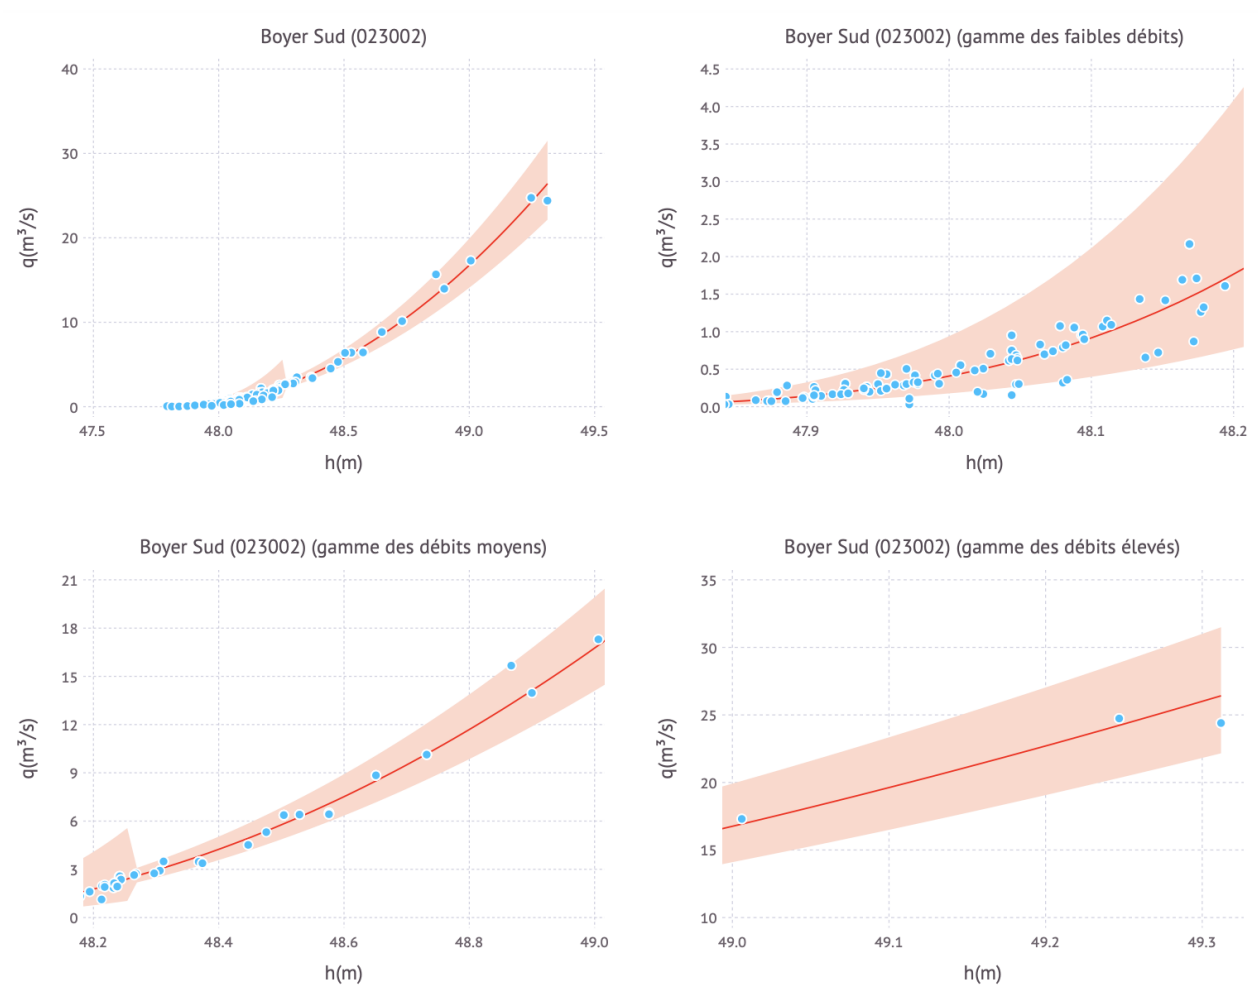 Boyer Sud (023002)
40
30
20
10
0
q(m³/s)
47.5 48.0 48.5 49.0 49.5
h(m)
Boyer Sud (023002) (gamme des faibles débits)
4.5
4.0
3.5
3.0
2.5
2.0
1.5
1.0
0.5
0.0
q(m³/s)
47.9 48.0 48.1 48.2
h(m)
Boyer Sud (023002) (gamme des débits moyens)
21
18
15
12
9
6
3
0
q(m³/s)
48.2 48.4 48.6 48.8 49.0
h(m)
Boyer Sud (023002) (gamme des débits élevés)
35
30
25
20
15
10
q(m³/s)
49.0 49.1 49.2 49.3
h(m)